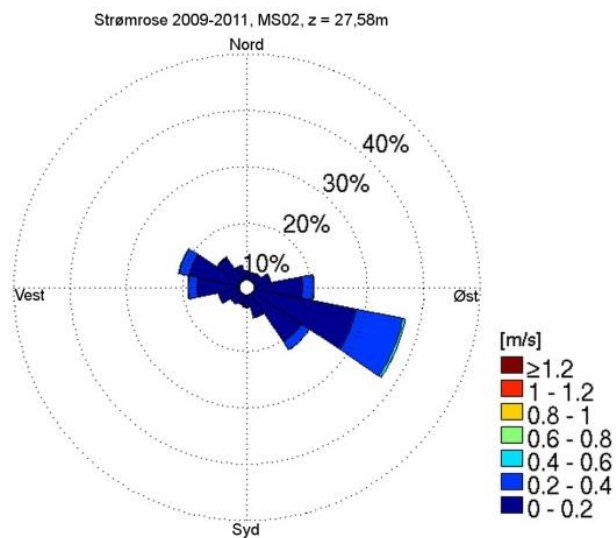 Strømrose 2009-2011, MS02, z = 27,58m
Nord
40%
30%
20%
10%
Vest
Øst
[m/s]
≥1.2
1 - 1.2
0.8 - 1
0.6 - 0.8
0.4 - 0.6
0.2 - 0.4
0 - 0.2
Syd